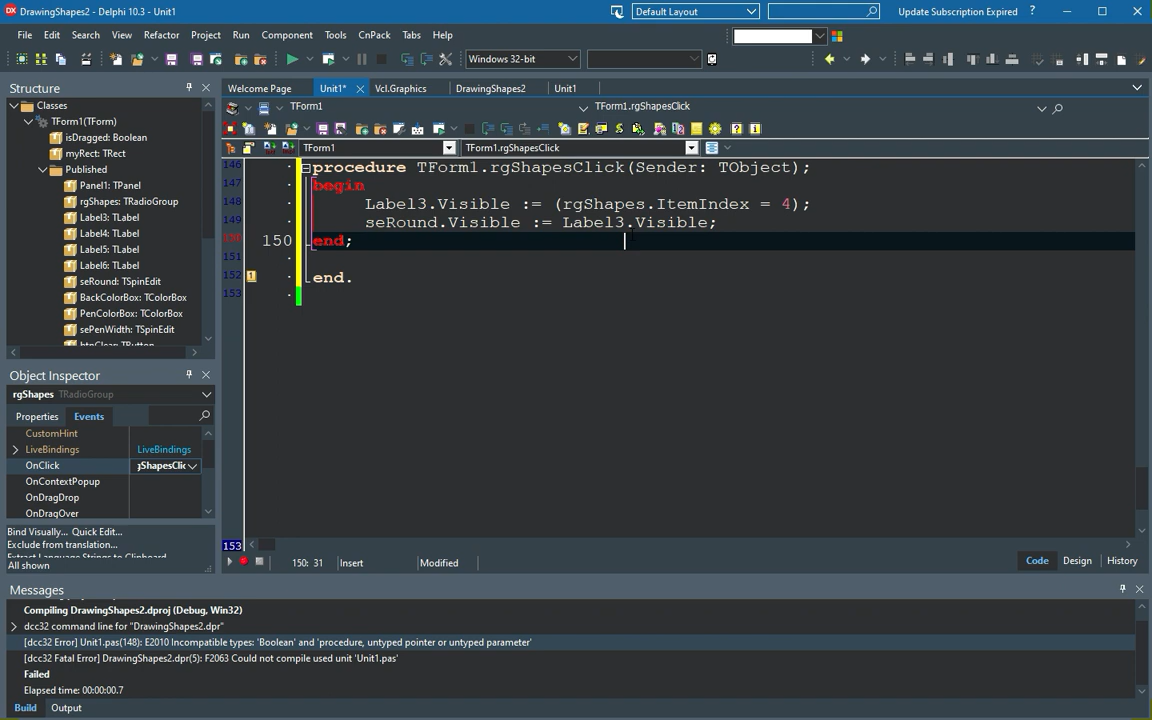 DrawingShapes2 - Delphi 10.3 - Unit1
Default Layout
Update Subscription Expired
File Edit Search View Refactor Project Run Component Tools CnPack Tabs Help
Windows 32-bit
Structure
Classes
TForm1(TForm)
isDragged: Boolean
myRect: TRect
Published
Panel1: TPanel
rgShapes: TRadioGroup
Label3: TLabel
Label4: TLabel
Label5: TLabel
Label6: TLabel
seRound: TSpinEdit
BackColorBox: TColorBox
PenColorBox: TColorBox
sePenWidth: TSpinEdit
btnClear: TButton
Object Inspector
rgShapes TRadioGroup
Properties Events
CustomHint
LiveBindings LiveBindings
OnClick gShapesClic
OnContextPopup
OnDragDrop
OnDragOver
Bind Visually... Quick Edit...
Exclude from translation...
Extract Language Strings to Clipboard
All shown
Welcome Page Unit1* Vcl.Graphics DrawingShapes2 Unit1
TForm1 TForm1.rgShapesClick
TForm1 TForm1.rgShapesClick
146 procedure TForm1.rgShapesClick(Sender: TObject);
147 begin
148 Label3.Visible := (rgShapes.ItemIndex = 4);
149 seRound.Visible := Label3.Visible;
150 150 end;
151
152 end.
153
153
150: 31 Insert Modified
Code Design History
Messages
Compiling DrawingShapes2.dproj (Debug, Win32)
dcc32 command line for "DrawingShapes2.dpr"
[dcc32 Error] Unit1.pas(148): E2010 Incompatible types: 'Boolean' and 'procedure, untyped pointer or untyped parameter'
[dcc32 Fatal Error] DrawingShapes2.dpr(5): F2063 Could not compile used unit 'Unit1.pas'
Failed
Elapsed time: 00:00:00.7
Build Output